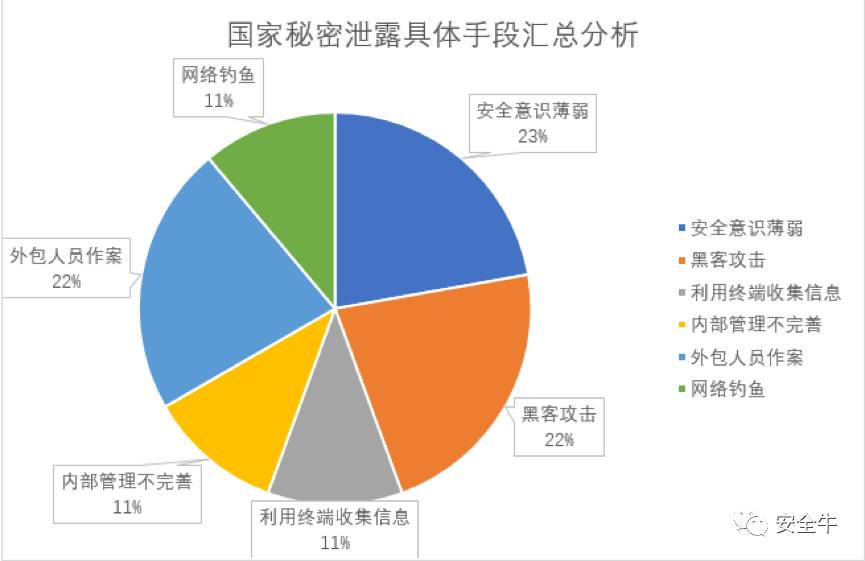 国家秘密泄露具体手段汇总分析
网络钓鱼
11%
安全意识薄弱
23%
外包人员作案
22%
黑客攻击
22%
内部管理不完善
11%
利用终端收集信息
11%
安全意识薄弱
黑客攻击
利用终端收集信息
内部管理不完善
外包人员作案
网络钓鱼
安全牛